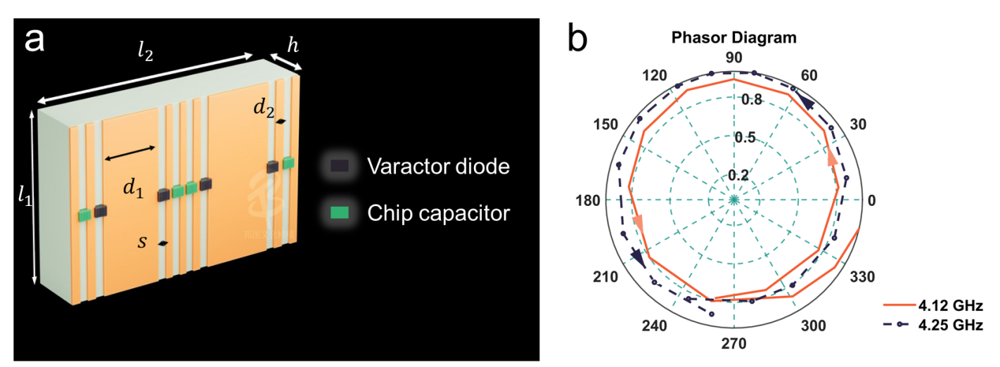 a
l₂
h
d₂
d₁
l₁
s
Varactor diode
Chip capacitor
b
Phasor Diagram
90
120
60
0.8
150
30
0.5
0.2
180
0
210
330
240
300
270
4.12 GHz
4.25 GHz